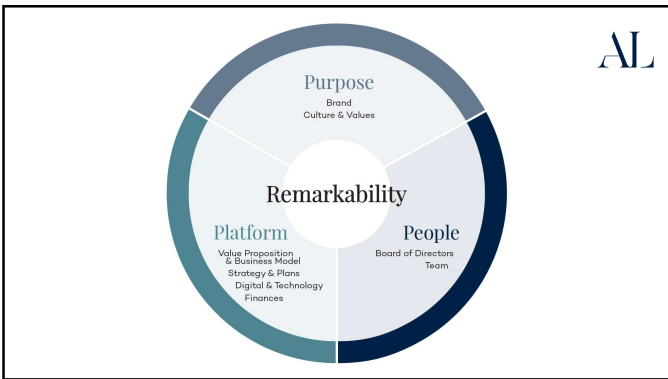 AL
Purpose
Brand
Culture & Values
Remarkability
Platform
Value Proposition
& Business Model
Strategy & Plans
Digital & Technology
Finances
People
Board of Directors
Team